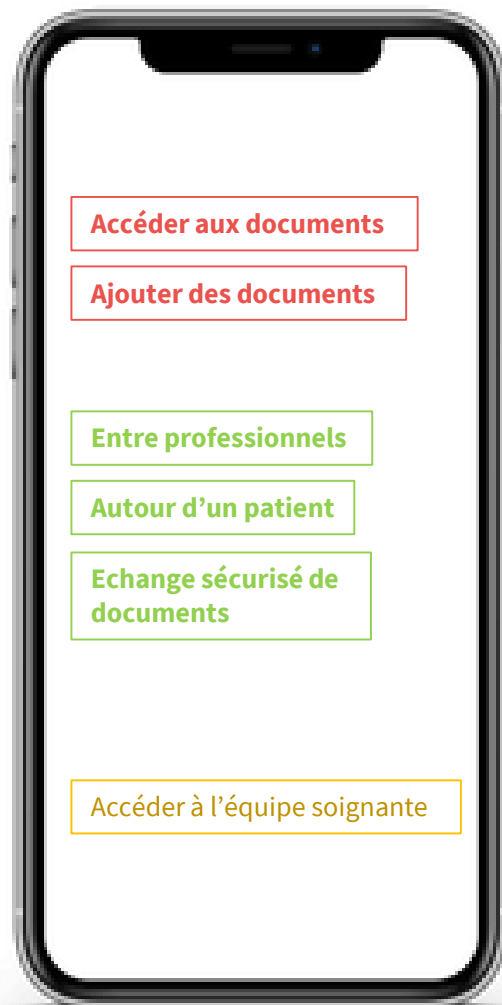 Accéder aux documents
Ajouter des documents
Entre professionnels
Autour d’un patient
Echange sécurisé de
documents
Accéder à l’équipe soignante